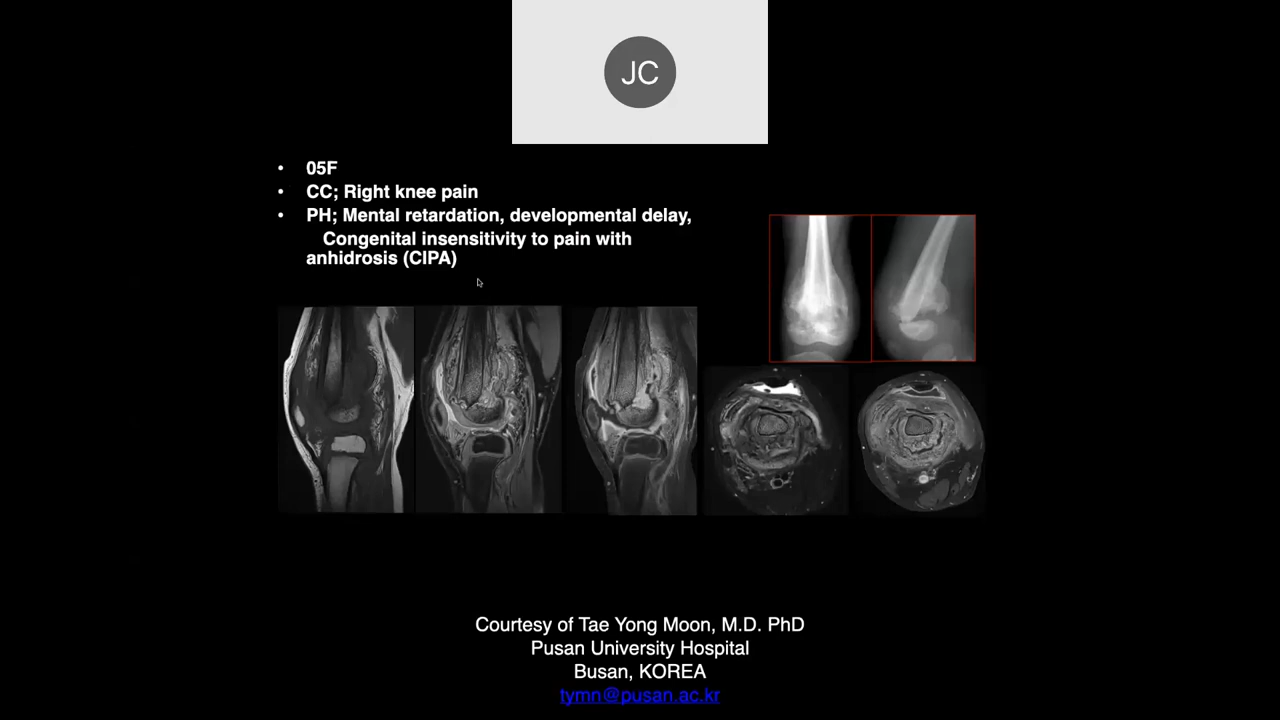 JC
• 05F
• CC; Right knee pain
• PH; Mental retardation, developmental delay,
Congenital insensitivity to pain with
anhidrosis (CIPA)
Courtesy of Tae Yong Moon, M.D. PhD
Pusan University Hospital
Busan, KOREA
tymn@pusan.ac.kr